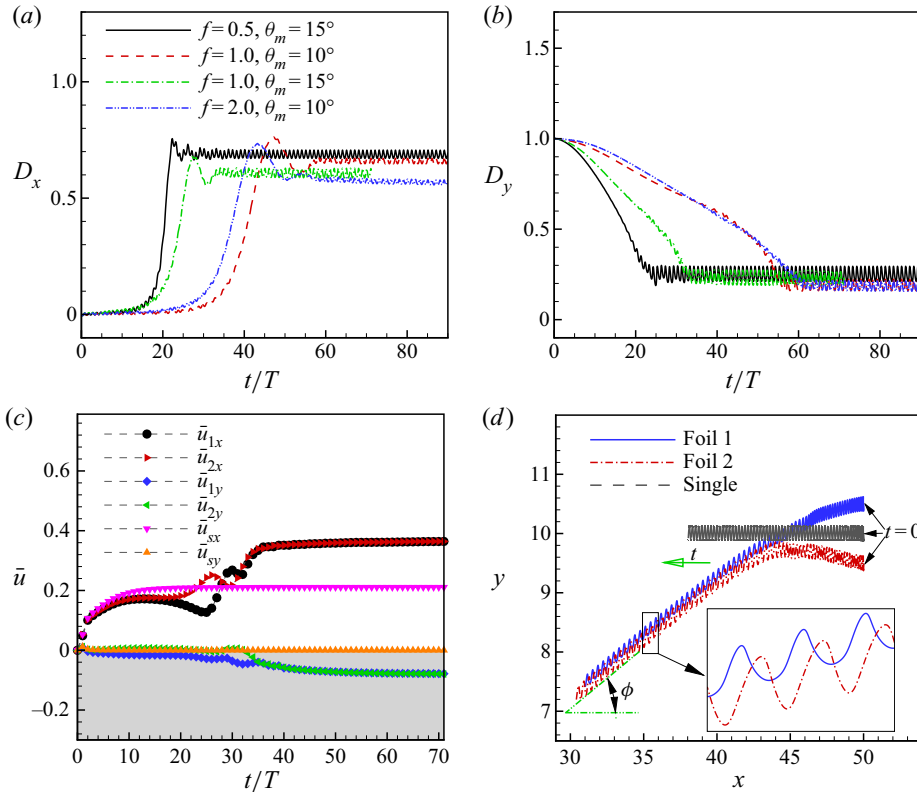 (a)
f = 0.5, θm = 15°
f = 1.0, θm = 10°
f = 1.0, θm = 15°
f = 2.0, θm = 10°
1.0
0.5
0
Dx
0 20 40 60 80
t/T
(b)
1.5
1.0
0.5
0
Dy
0 20 40 60 80
t/T
(c)
ū1x
ū2x
ū1y
ū2y
ūsx
ūsy
0.6
0.4
0.2
0
−0.2
ū
0 10 20 30 40 50 60 70
t/T
(d)
Foil 1
Foil 2
Single
11
10
9
8
7
6
y
t = 0
t
ϕ
30 35 40 45 50
x